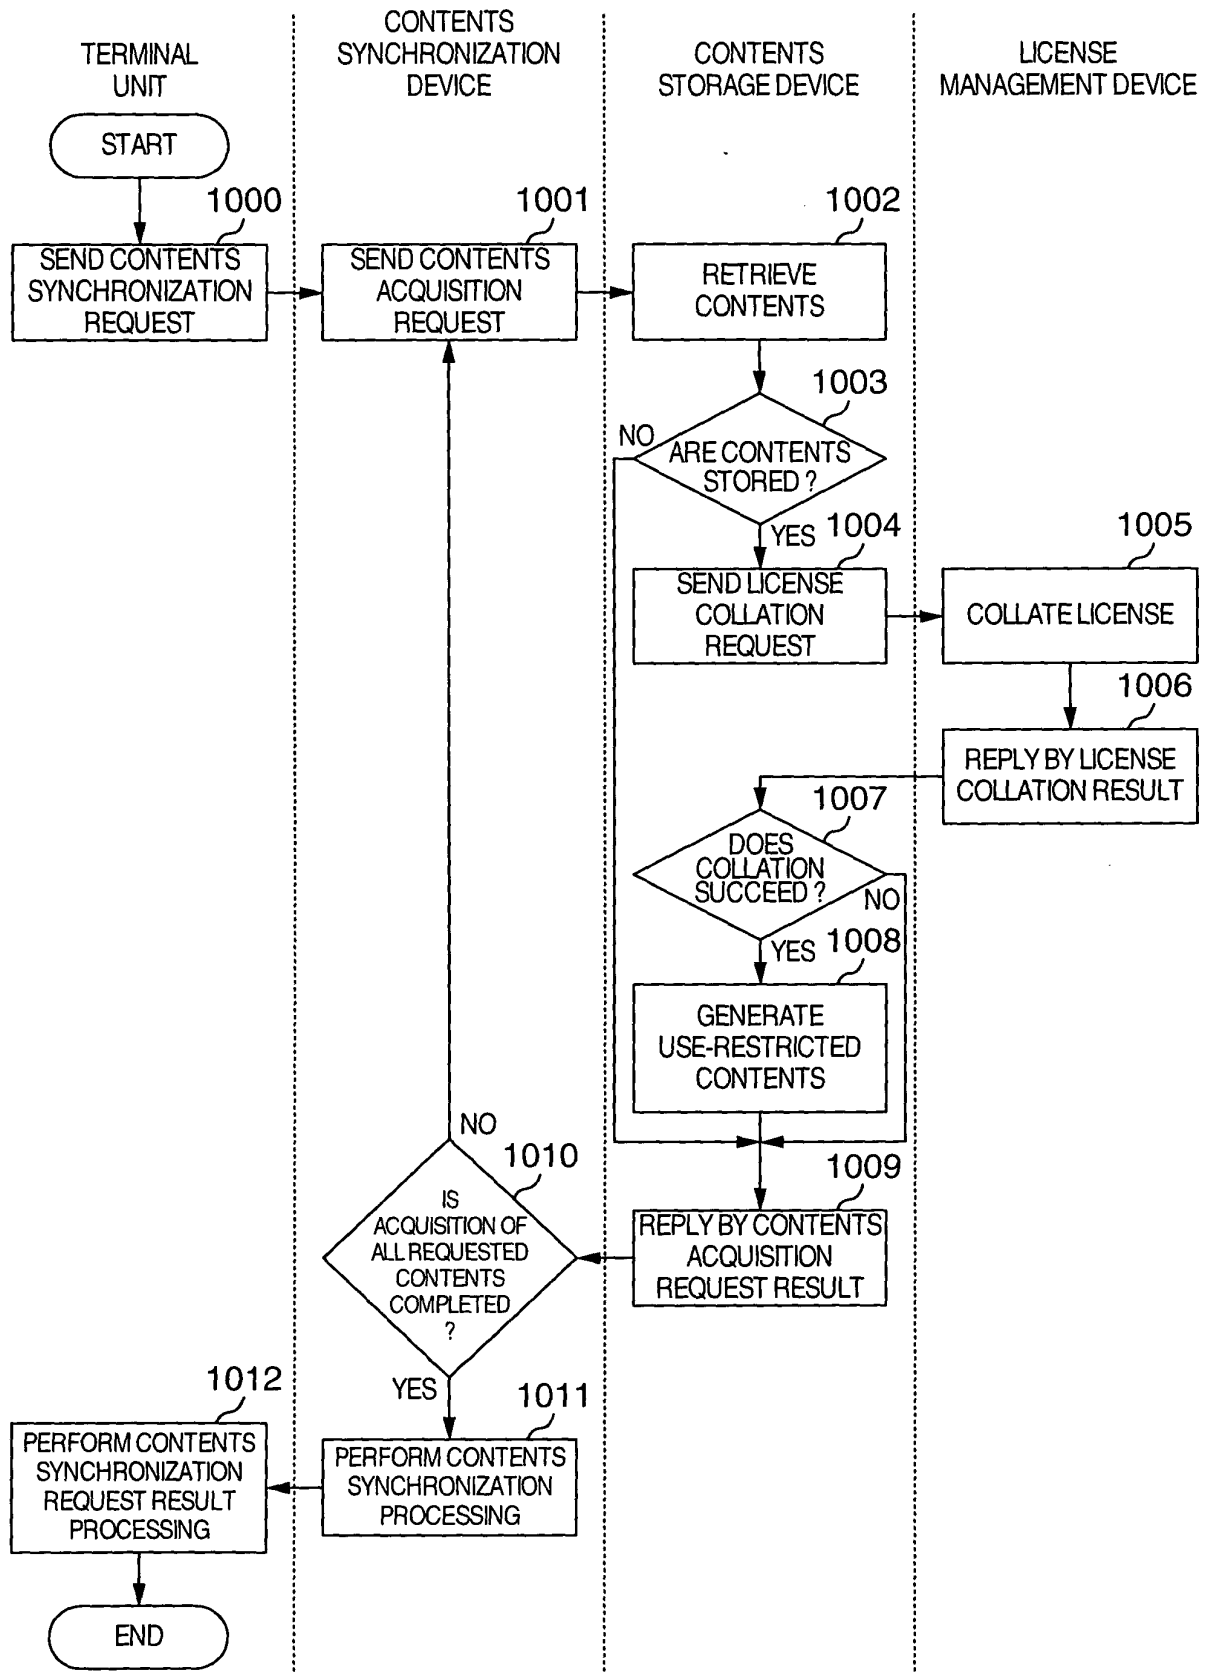 TERMINAL
UNIT
CONTENTS
SYNCHRONIZATION
DEVICE
CONTENTS
STORAGE DEVICE
LICENSE
MANAGEMENT DEVICE
START
1000
SEND CONTENTS
SYNCHRONIZATION
REQUEST
1001
SEND CONTENTS
ACQUISITION
REQUEST
1002
RETRIEVE
CONTENTS
1003
NO
ARE CONTENTS
STORED ?
YES
1004
SEND LICENSE
COLLATION
REQUEST
1005
COLLATE LICENSE
1006
REPLY BY LICENSE
COLLATION RESULT
1007
DOES
COLLATION
SUCCEED ?
NO
YES
1008
GENERATE
USE-RESTRICTED
CONTENTS
1009
REPLY BY CONTENTS
ACQUISITION
REQUEST RESULT
NO
1010
IS
ACQUISITION OF
ALL REQUESTED
CONTENTS
COMPLETED
?
YES
1011
PERFORM CONTENTS
SYNCHRONIZATION
PROCESSING
1012
PERFORM CONTENTS
SYNCHRONIZATION
REQUEST RESULT
PROCESSING
END